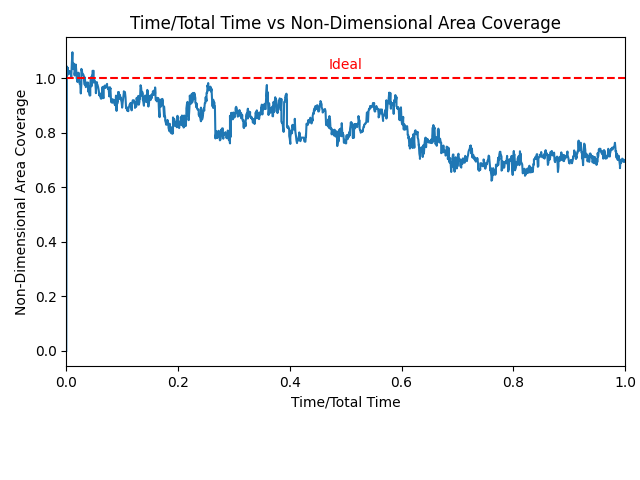 Time/Total Time vs Non-Dimensional Area Coverage
Ideal
Non-Dimensional Area Coverage
1.0
0.8
0.6
0.4
0.2
0.0
0.0 0.2 0.4 0.6 0.8 1.0
Time/Total Time